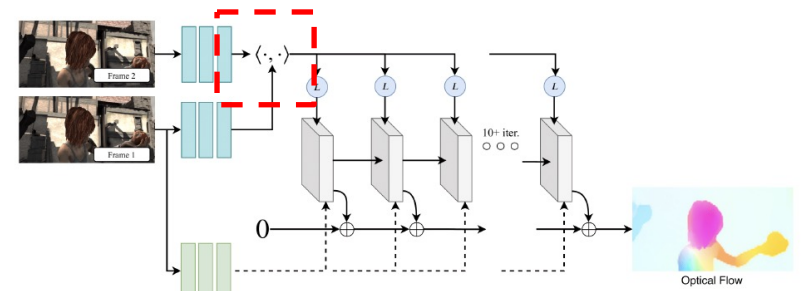 Frame 2
⟨·,·⟩
L L L L
Frame 1
10+ iter.
0
Optical Flow